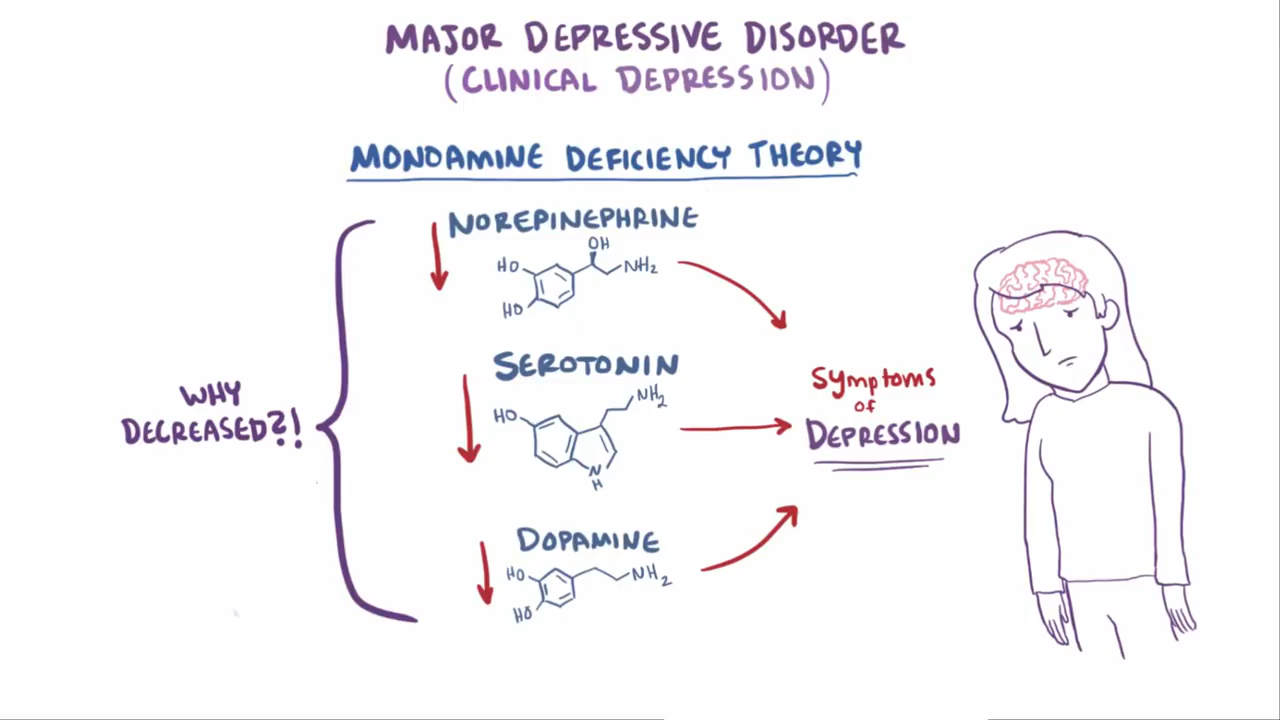 MAJOR DEPRESSIVE DISORDER
(CLINICAL DEPRESSION)
MONOAMINE DEFICIENCY THEORY
NOREPINEPHRINE
OH
HO
NH2
HO
SEROTONIN
NH2
HO
N
H
WHY
DECREASED?!
Symptoms
OF
DEPRESSION
DOPAMINE
HO
NH2
HO